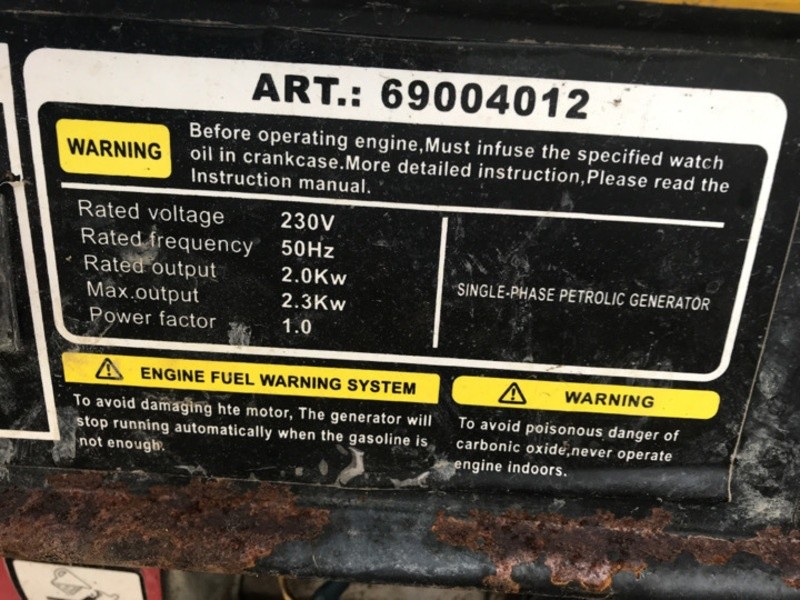 ART.: 69004012
WARNING
Before operating engine,Must infuse the specified watch
oil in crankcase.More detailed instruction,Please read the
Instruction manual.
Rated voltage 230V
Rated frequency 50Hz
Rated output 2.0Kw
Max.output 2.3Kw
Power factor 1.0
SINGLE-PHASE PETROLIC GENERATOR
ENGINE FUEL WARNING SYSTEM
To avoid damaging hte motor, The generator will
stop running automatically when the gasoline is
not enough.
WARNING
To avoid poisonous danger of
carbonic oxide,never operate
engine indoors.